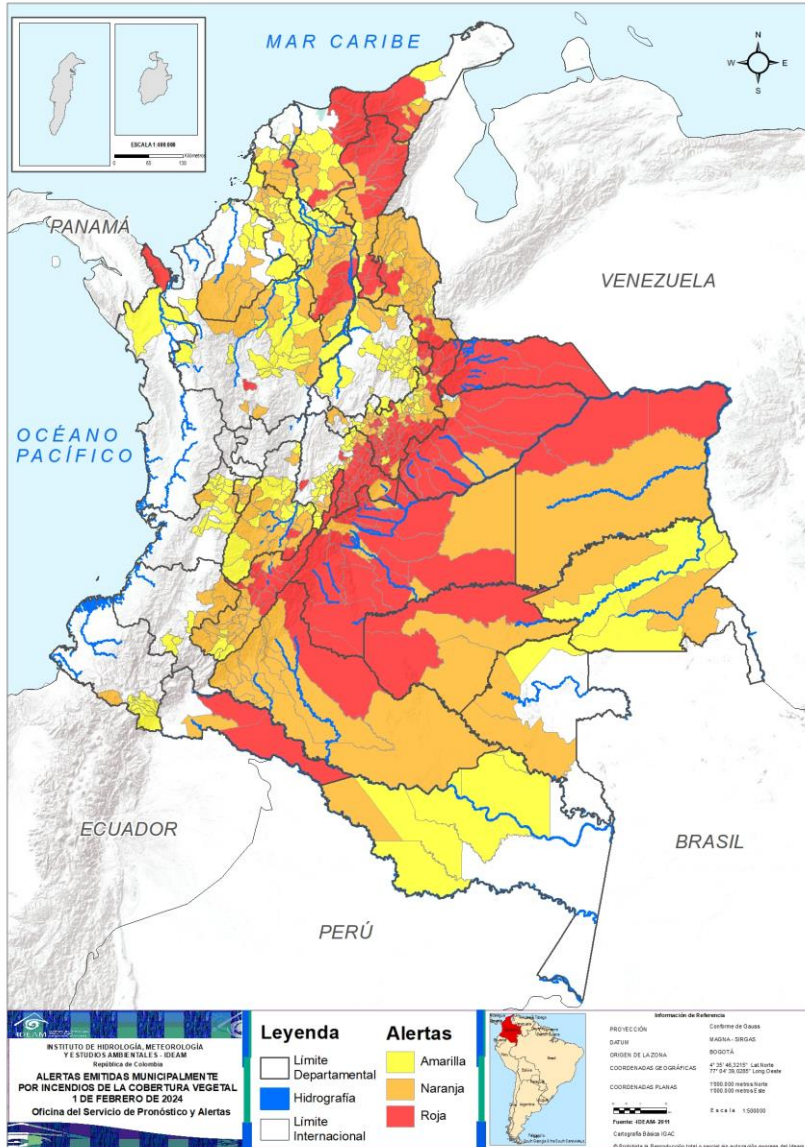 MAR CARIBE
N
W
E
S
ESCALA 1:600.000
PANAMÁ
VENEZUELA
OCÉANO
PACÍFICO
ECUADOR
BRASIL
PERÚ
IDEAM
INSTITUTO DE HIDROLOGÍA, METEOROLOGÍA
Y ESTUDIOS AMBIENTALES - IDEAM
República de Colombia
ALERTAS EMITIDAS MUNICIPALMENTE
POR INCENDIOS DE LA COBERTURA VEGETAL
1 DE FEBRERO DE 2024
Oficina del Servicio de Pronóstico y Alertas
Leyenda
Límite
Departamental
Hidrografía
Límite
Internacional
Alertas
Amarilla
Naranja
Roja
Información de Referencia
PROYECCIÓN Conforme de Gauss
DATUM MAGNA - SIRGAS
ORIGEN DE LA ZONA BOGOTÁ
COORDENADAS GEOGRÁFICAS
COORDENADAS PLANAS 1'000.000 metros Norte
1'000.000 metros Este
Fuente: IDEAM- 2011
Cartografía Básica IGAC